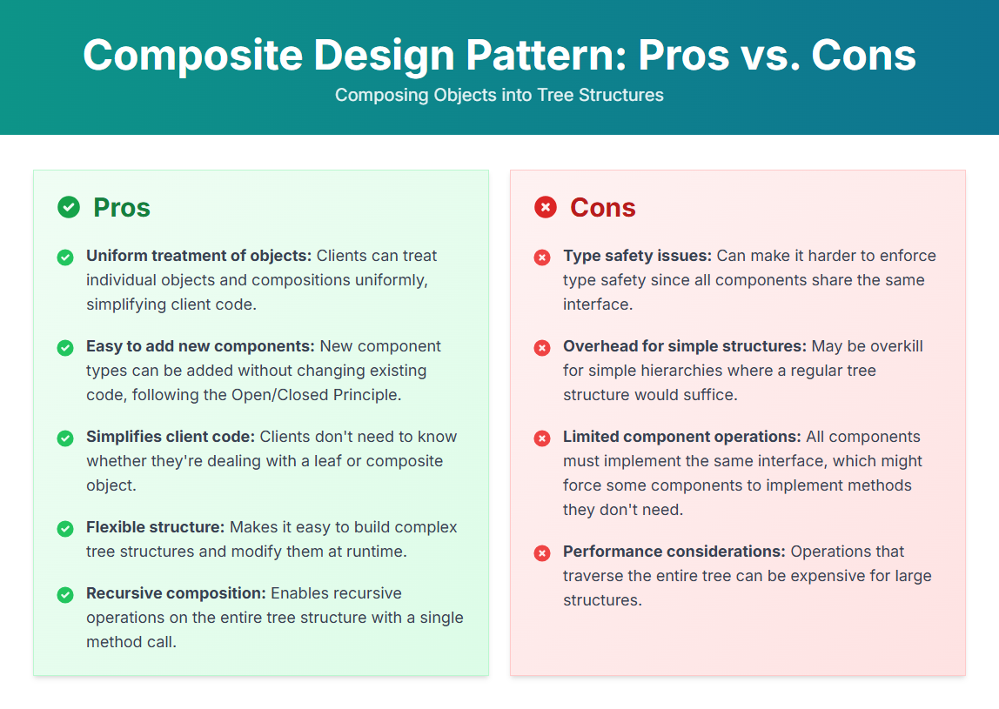 Composite Design Pattern: Pros vs. Cons
Composing Objects into Tree Structures
Pros
Uniform treatment of objects: Clients can treat
individual objects and compositions uniformly,
simplifying client code.
Easy to add new components: New component
types can be added without changing existing
code, following the Open/Closed Principle.
Simplifies client code: Clients don't need to know
whether they're dealing with a leaf or composite
object.
Flexible structure: Makes it easy to build complex
tree structures and modify them at runtime.
Recursive composition: Enables recursive
operations on the entire tree structure with a single
method call.
Cons
Type safety issues: Can make it harder to enforce
type safety since all components share the same
interface.
Overhead for simple structures: May be overkill
for simple hierarchies where a regular tree
structure would suffice.
Limited component operations: All components
must implement the same interface, which might
force some components to implement methods
they don't need.
Performance considerations: Operations that
traverse the entire tree can be expensive for large
structures.